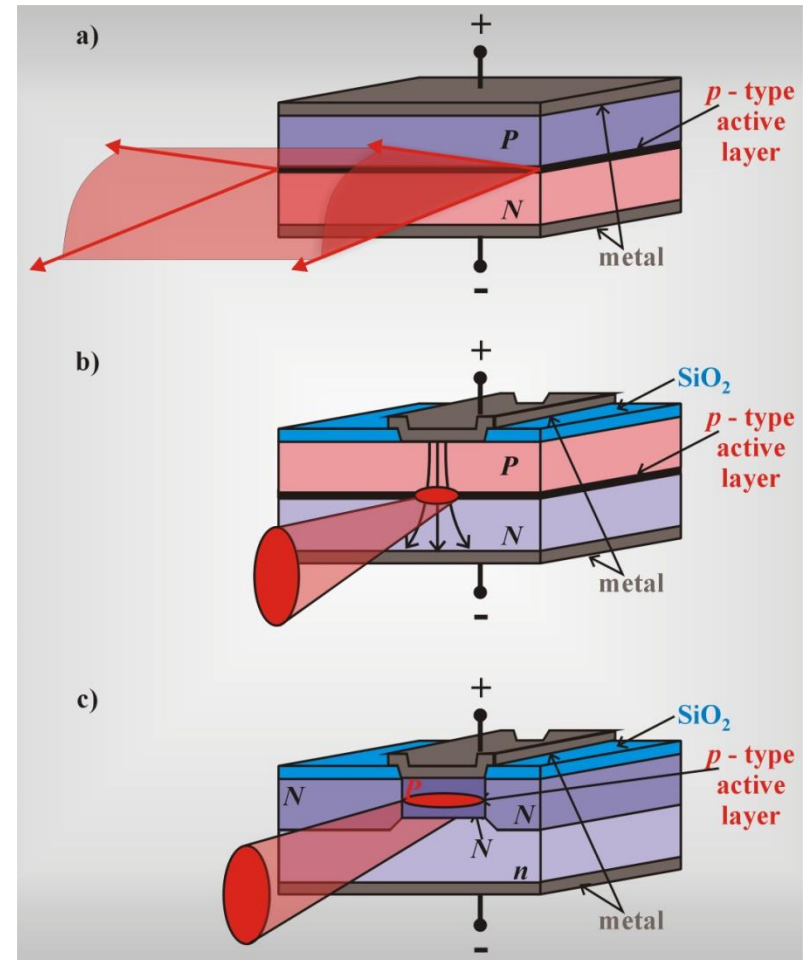 a)
+
p - type
active
layer
P
N
metal
-
b)
+
SiO₂
p - type
active
layer
P
N
metal
-
c)
+
SiO₂
p - type
active
layer
N
P
N
N
n
metal
-